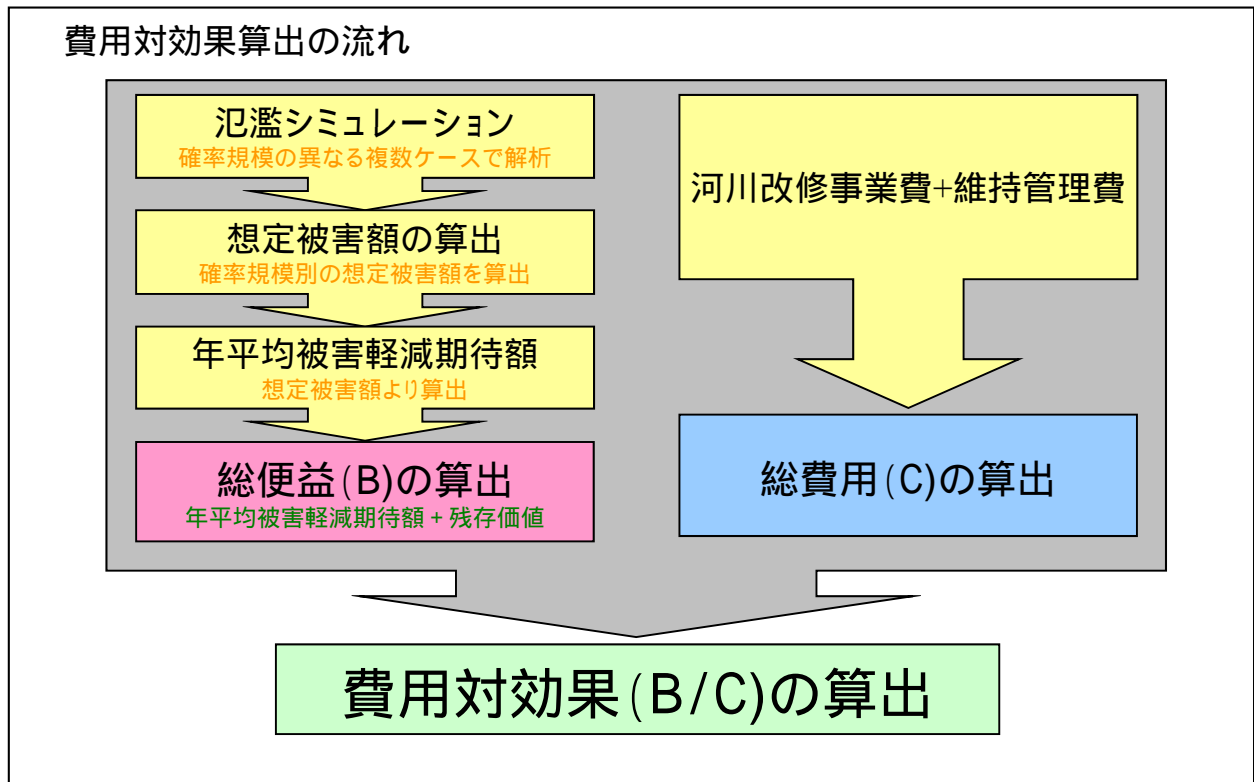 費用対効果算出の流れ
氾濫シミュレーション
確率規模の異なる複数ケースで解析
想定被害額の算出
確率規模別の想定被害額を算出
年平均被害軽減期待額
想定被害額より算出
総便益(B)の算出
年平均被害軽減期待額+残存価値
河川改修事業費+維持管理費
総費用(C)の算出
費用対効果(B/C)の算出